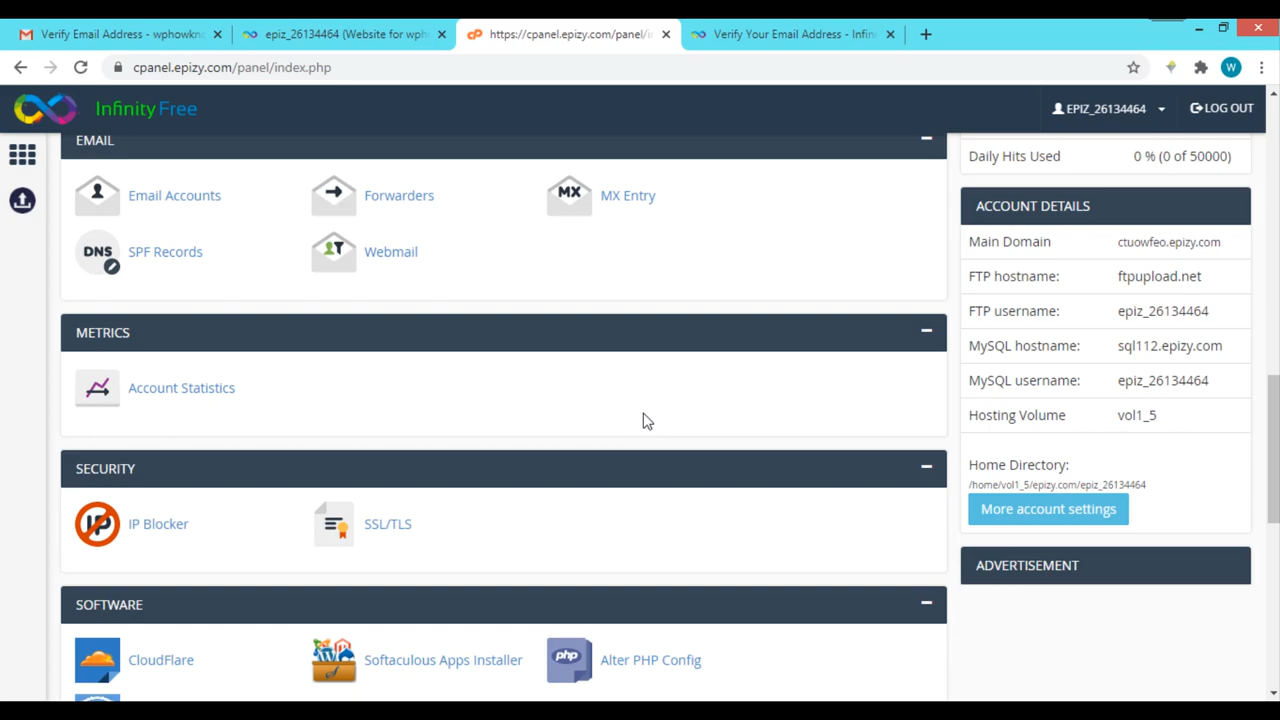 Verify Email Address - wphowkn
epiz_26134464 (Website for wph
https://cpanel.epizy.com/panel/i
Verify Your Email Address - Infin
cpanel.epizy.com/panel/index.php
W
Infinity Free
EPIZ_26134464
LOG OUT
EMAIL
Email Accounts
Forwarders
MX
MX Entry
DNS
SPF Records
Webmail
METRICS
Account Statistics
SECURITY
IP
IP Blocker
SSL/TLS
SOFTWARE
CloudFlare
Softaculous Apps Installer
php
Alter PHP Config
Daily Hits Used 0 % (0 of 50000)
ACCOUNT DETAILS
Main Domain ctuowfeo.epizy.com
FTP hostname: ftpupload.net
FTP username: epiz_26134464
MySQL hostname: sql112.epizy.com
MySQL username: epiz_26134464
Hosting Volume vol1_5
Home Directory:
/home/vol1_5/epizy.com/epiz_26134464
More account settings
ADVERTISEMENT